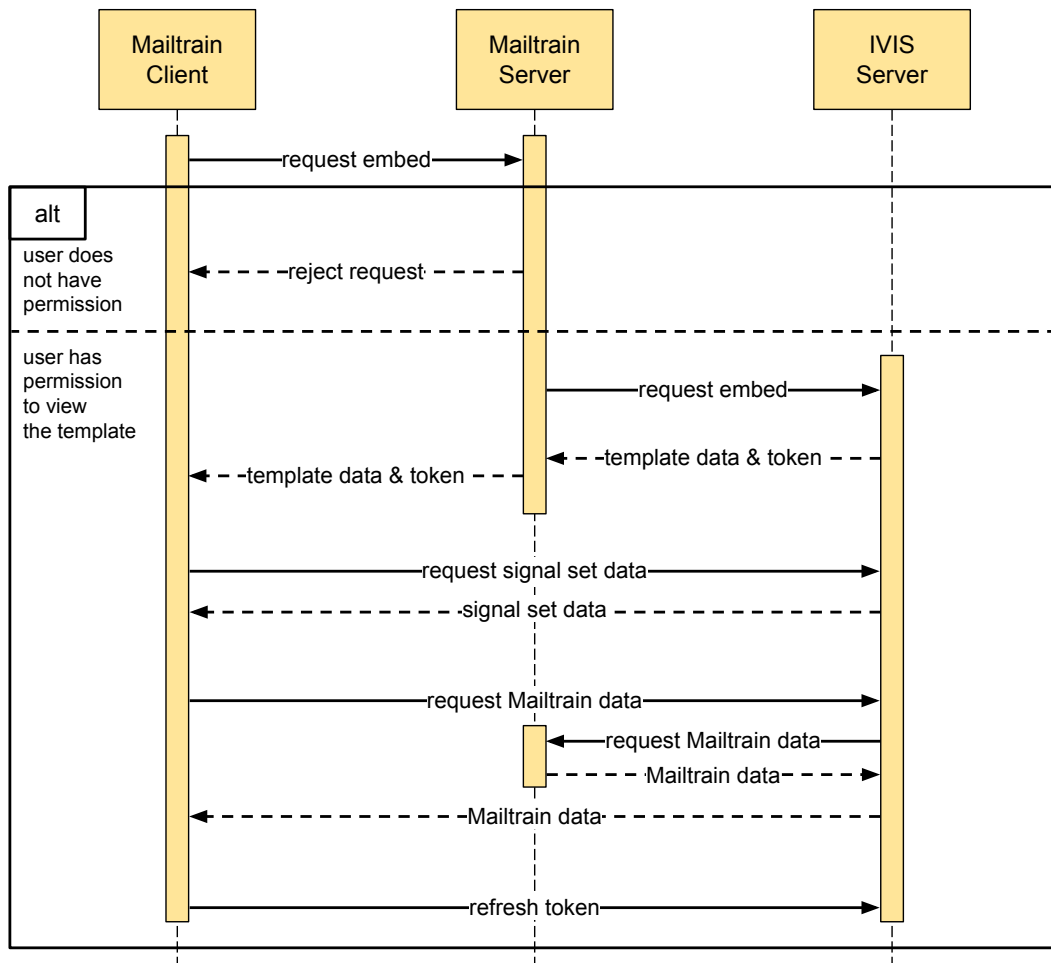 Mailtrain
Client
Mailtrain
Server
IVIS
Server
request embed
alt
user does
not have
permission
reject request
user has
permission
to view
the template
request embed
template data & token
template data & token
request signal set data
signal set data
request Mailtrain data
request Mailtrain data
Mailtrain data
Mailtrain data
refresh token